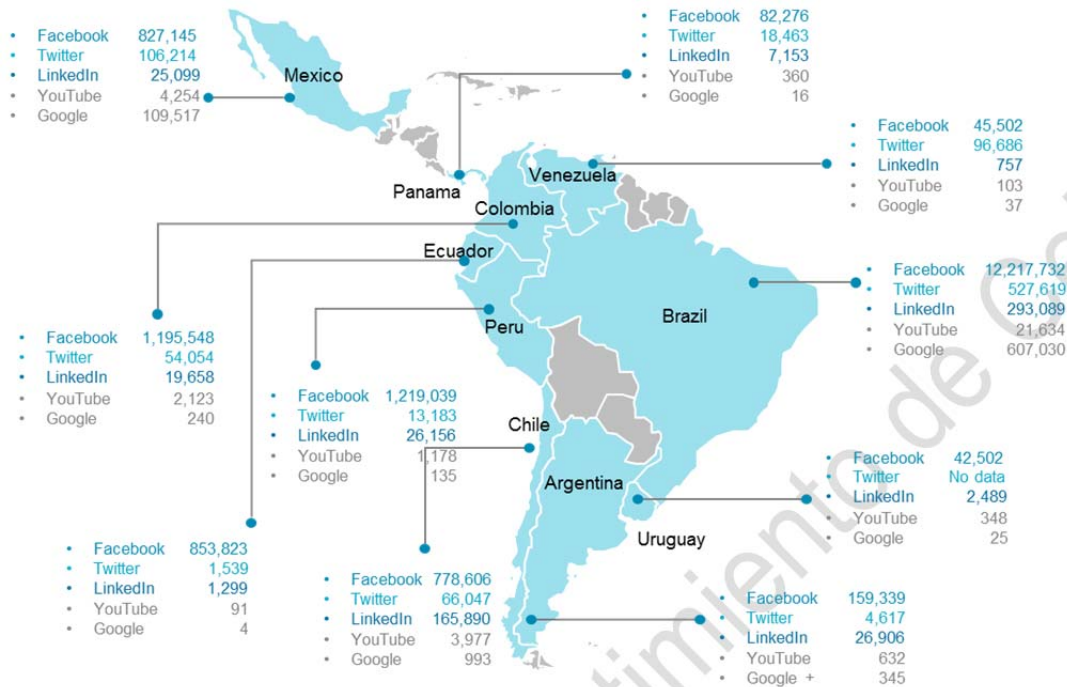 • Facebook 827,145
• Twitter 106,214
• LinkedIn 25,099
• YouTube 4,254
• Google 109,517
Mexico
• Facebook 82,276
• Twitter 18,463
• LinkedIn 7,153
• YouTube 360
• Google 16
Panama
• Facebook 45,502
• Twitter 96,686
• LinkedIn 757
• YouTube 103
• Google 37
Venezuela
Colombia
Ecuador
Peru
Brazil
• Facebook 12,217,732
• Twitter 527,619
• LinkedIn 293,089
• YouTube 21,634
• Google 607,030
• Facebook 1,195,548
• Twitter 54,054
• LinkedIn 19,658
• YouTube 2,123
• Google 240
• Facebook 1,219,039
• Twitter 13,183
• LinkedIn 26,156
• YouTube 1,178
• Google 135
Chile
Argentina
Uruguay
• Facebook 42,502
• Twitter No data
• LinkedIn 2,489
• YouTube 348
• Google 25
• Facebook 853,823
• Twitter 1,539
• LinkedIn 1,299
• YouTube 91
• Google 4
• Facebook 778,606
• Twitter 66,047
• LinkedIn 165,890
• YouTube 3,977
• Google 993
• Facebook 159,339
• Twitter 4,617
• LinkedIn 26,906
• YouTube 632
• Google + 345
de